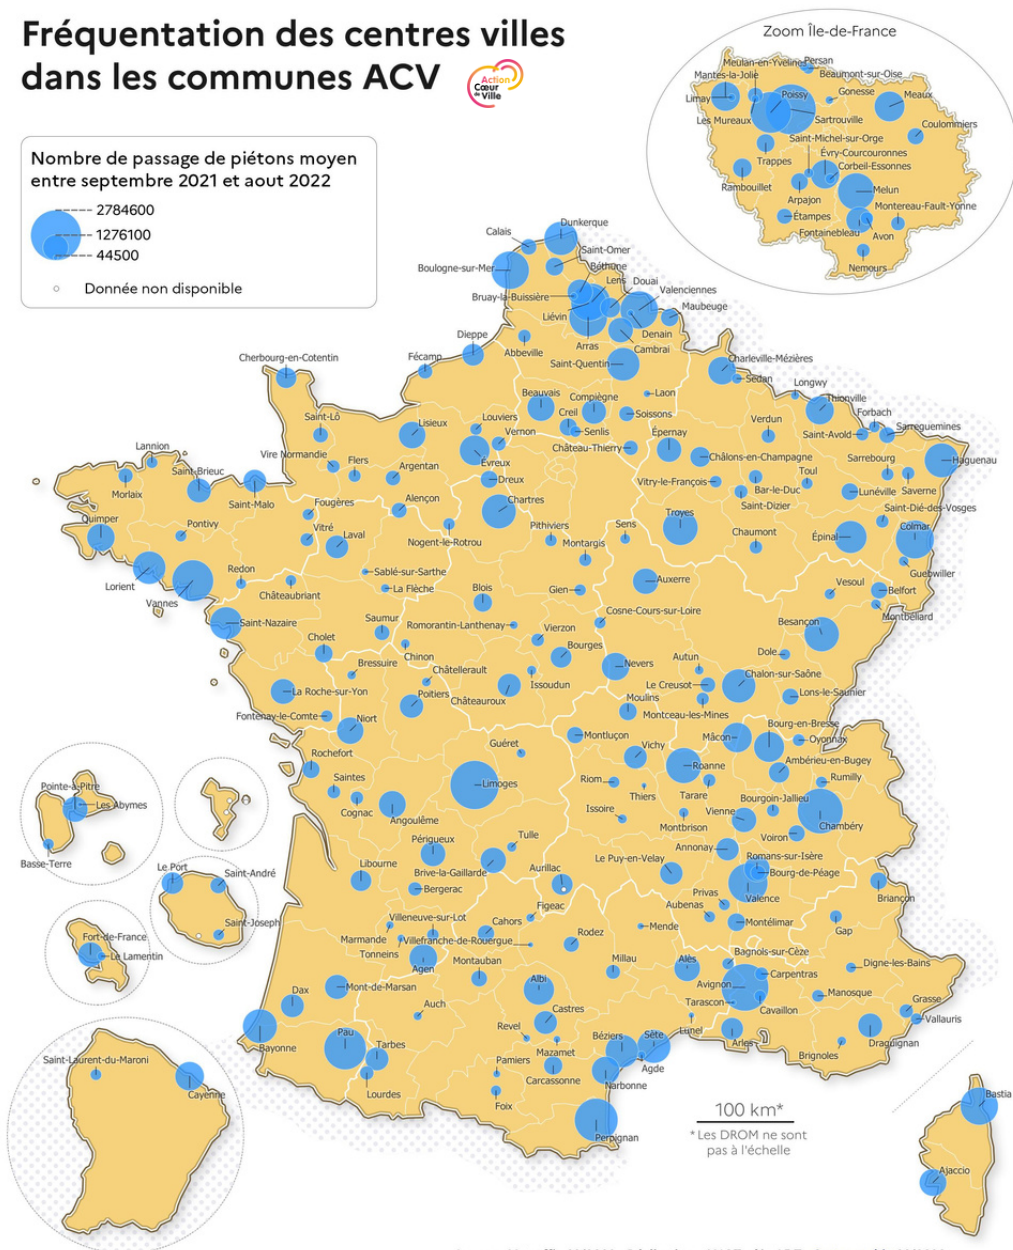 Fréquentation des centres villes
dans les communes ACV
Action
Cœur
de Ville
Nombre de passage de piétons moyen
entre septembre 2021 et aout 2022
2784600
1276100
44500
Donnée non disponible
Zoom Île-de-France
Meulan-en-Yvelines
Persan
Mantes-la-Jolie
Beaumont-sur-Oise
Limay
Poissy
Gonesse
Meaux
Les Mureaux
Sartrouville
Coulommiers
Saint-Michel-sur-Orge
Trappes
Évry-Courcouronnes
Corbeil-Essonnes
Rambouillet
Melun
Arpajon
Montereau-Fault-Yonne
Étampes
Fontainebleau
Avon
Nemours
Dunkerque
Calais
Saint-Omer
Boulogne-sur-Mer
Béthune
Lens
Douai
Valenciennes
Bruay-la-Buissière
Maubeuge
Liévin
Denain
Dieppe
Arras
Cambrai
Abbeville
Cherbourg-en-Cotentin
Fécamp
Saint-Quentin
Charleville-Mézières
Sedan
Longwy
Beauvais
Compiègne
Laon
Thionville
Saint-Lô
Lisieux
Louviers
Creil
Soissons
Verdun
Forbach
Vernon
Senlis
Épernay
Saint-Avold
Sarreguemines
Lannion
Vire Normandie
Château-Thierry
Châlons-en-Champagne
Toul
Sarrebourg
Haguenau
Saint-Brieuc
Flers
Argentan
Évreux
Dreux
Vitry-le-François
Bar-le-Duc
Lunéville
Saverne
Morlaix
Saint-Malo
Fougères
Alençon
Chartres
Saint-Dizier
Saint-Dié-des-Vosges
Quimper
Pontivy
Vitré
Laval
Nogent-le-Rotrou
Pithiviers
Sens
Troyes
Chaumont
Épinal
Colmar
Montargis
Lorient
Redon
Sablé-sur-Sarthe
Guebwiller
Vannes
Châteaubriant
La Flèche
Blois
Gien
Auxerre
Vesoul
Belfort
Saint-Nazaire
Saumur
Romorantin-Lanthenay
Cosne-Cours-sur-Loire
Montbéliard
Cholet
Chinon
Vierzon
Besançon
Bressuire
Châtellerault
Bourges
Nevers
Autun
Dole
La Roche-sur-Yon
Issoudun
Le Creusot
Chalon-sur-Saône
Fontenay-le-Comte
Poitiers
Châteauroux
Moulins
Montceau-les-Mines
Lons-le-Saunier
Niort
Montluçon
Mâcon
Bourg-en-Bresse
Oyonnax
Rochefort
Guéret
Vichy
Roanne
Ambérieu-en-Bugey
Saintes
Limoges
Riom
Thiers
Tarare
Rumilly
Cognac
Angoulême
Issoire
Montbrison
Vienne
Bourgoin-Jallieu
Chambéry
Voiron
Périgueux
Tulle
Annonay
Libourne
Brive-la-Gaillarde
Aurillac
Le Puy-en-Velay
Romans-sur-Isère
Bourg-de-Péage
Bergerac
Figeac
Privas
Valence
Briançon
Villeneuve-sur-Lot
Cahors
Aubenas
Montélimar
Marmande
Villefranche-de-Rouergue
Mende
Gap
Tonneins
Rodez
Agen
Montauban
Millau
Alès
Bagnols-sur-Cèze
Digne-les-Bains
Dax
Mont-de-Marsan
Albi
Avignon
Carpentras
Auch
Castres
Tarascon
Cavaillon
Manosque
Grasse
Vallauris
Bayonne
Pau
Tarbes
Revel
Béziers
Sète
Lunel
Arles
Draguignan
Mazamet
Agde
Brignoles
Pamiers
Carcassonne
Narbonne
Lourdes
Foix
Perpignan
Pointe-à-Pitre
Les Abymes
Basse-Terre
Le Port
Saint-André
Saint-Joseph
Fort-de-France
Le Lamentin
Saint-Laurent-du-Maroni
Cayenne
Bastia
Ajaccio
100 km*
* Les DROM ne sont
pas à l'échelle